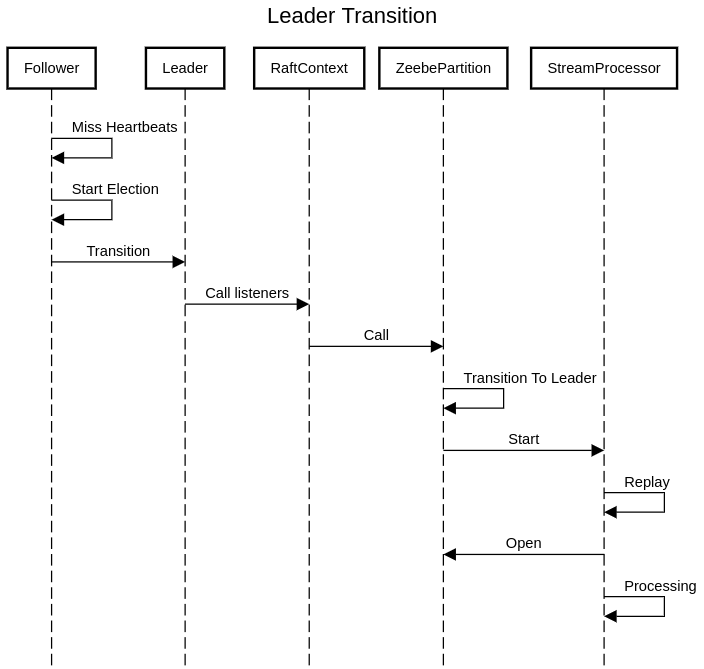 Leader Transition
Follower
Leader
RaftContext
ZeebePartition
StreamProcessor
Miss Heartbeats
Start Election
Transition
Call listeners
Call
Transition To Leader
Start
Replay
Open
Processing